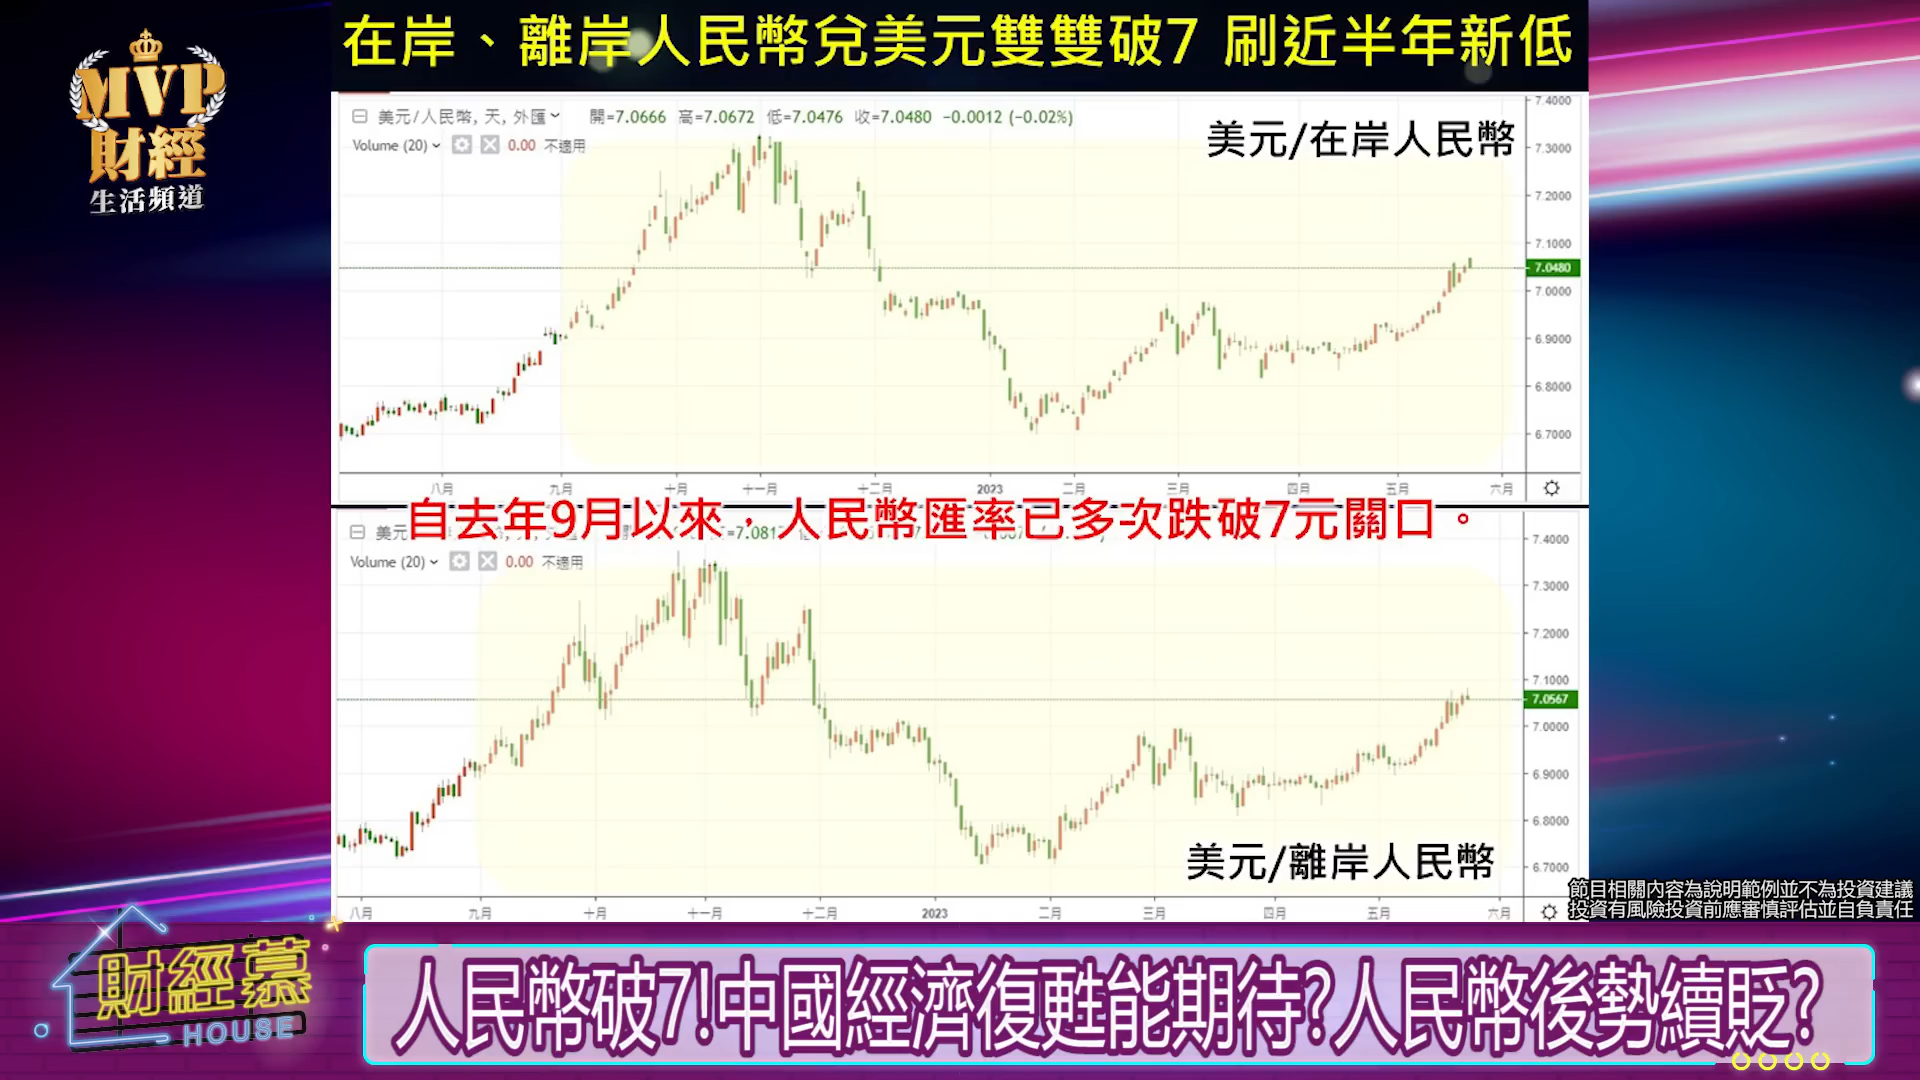 在岸、離岸人民幣兌美元雙雙破7 刷近半年新低
MVP
財經
生活頻道
美元/人民幣, 天, 外匯 開=7.0666 高=7.0672 低=7.0476 收=7.0480 −0.0012 (−0.02%)
Volume (20) 0.00 不適用
美元/在岸人民幣
7.4000
7.3000
7.2000
7.1000
7.0480
7.0000
6.9000
6.8000
6.7000
八月 九月 十月 十一月 十二月 2023 二月 三月 四月 五月 六月
自去年9月以來，人民幣匯率已多次跌破7元關口。
美元
Volume (20) 0.00 不適用
7.4000
7.3000
7.2000
7.1000
7.0567
7.0000
6.9000
6.8000
6.7000
美元/離岸人民幣
八月 九月 十月 十一月 十二月 2023 二月 三月 四月 五月 六月
節目相關內容為說明範例並不為投資建議
投資有風險投資前應審慎評估並自負責任
財經慕
HOUSE
人民幣破7!中國經濟復甦能期待?人民幣後勢續貶?